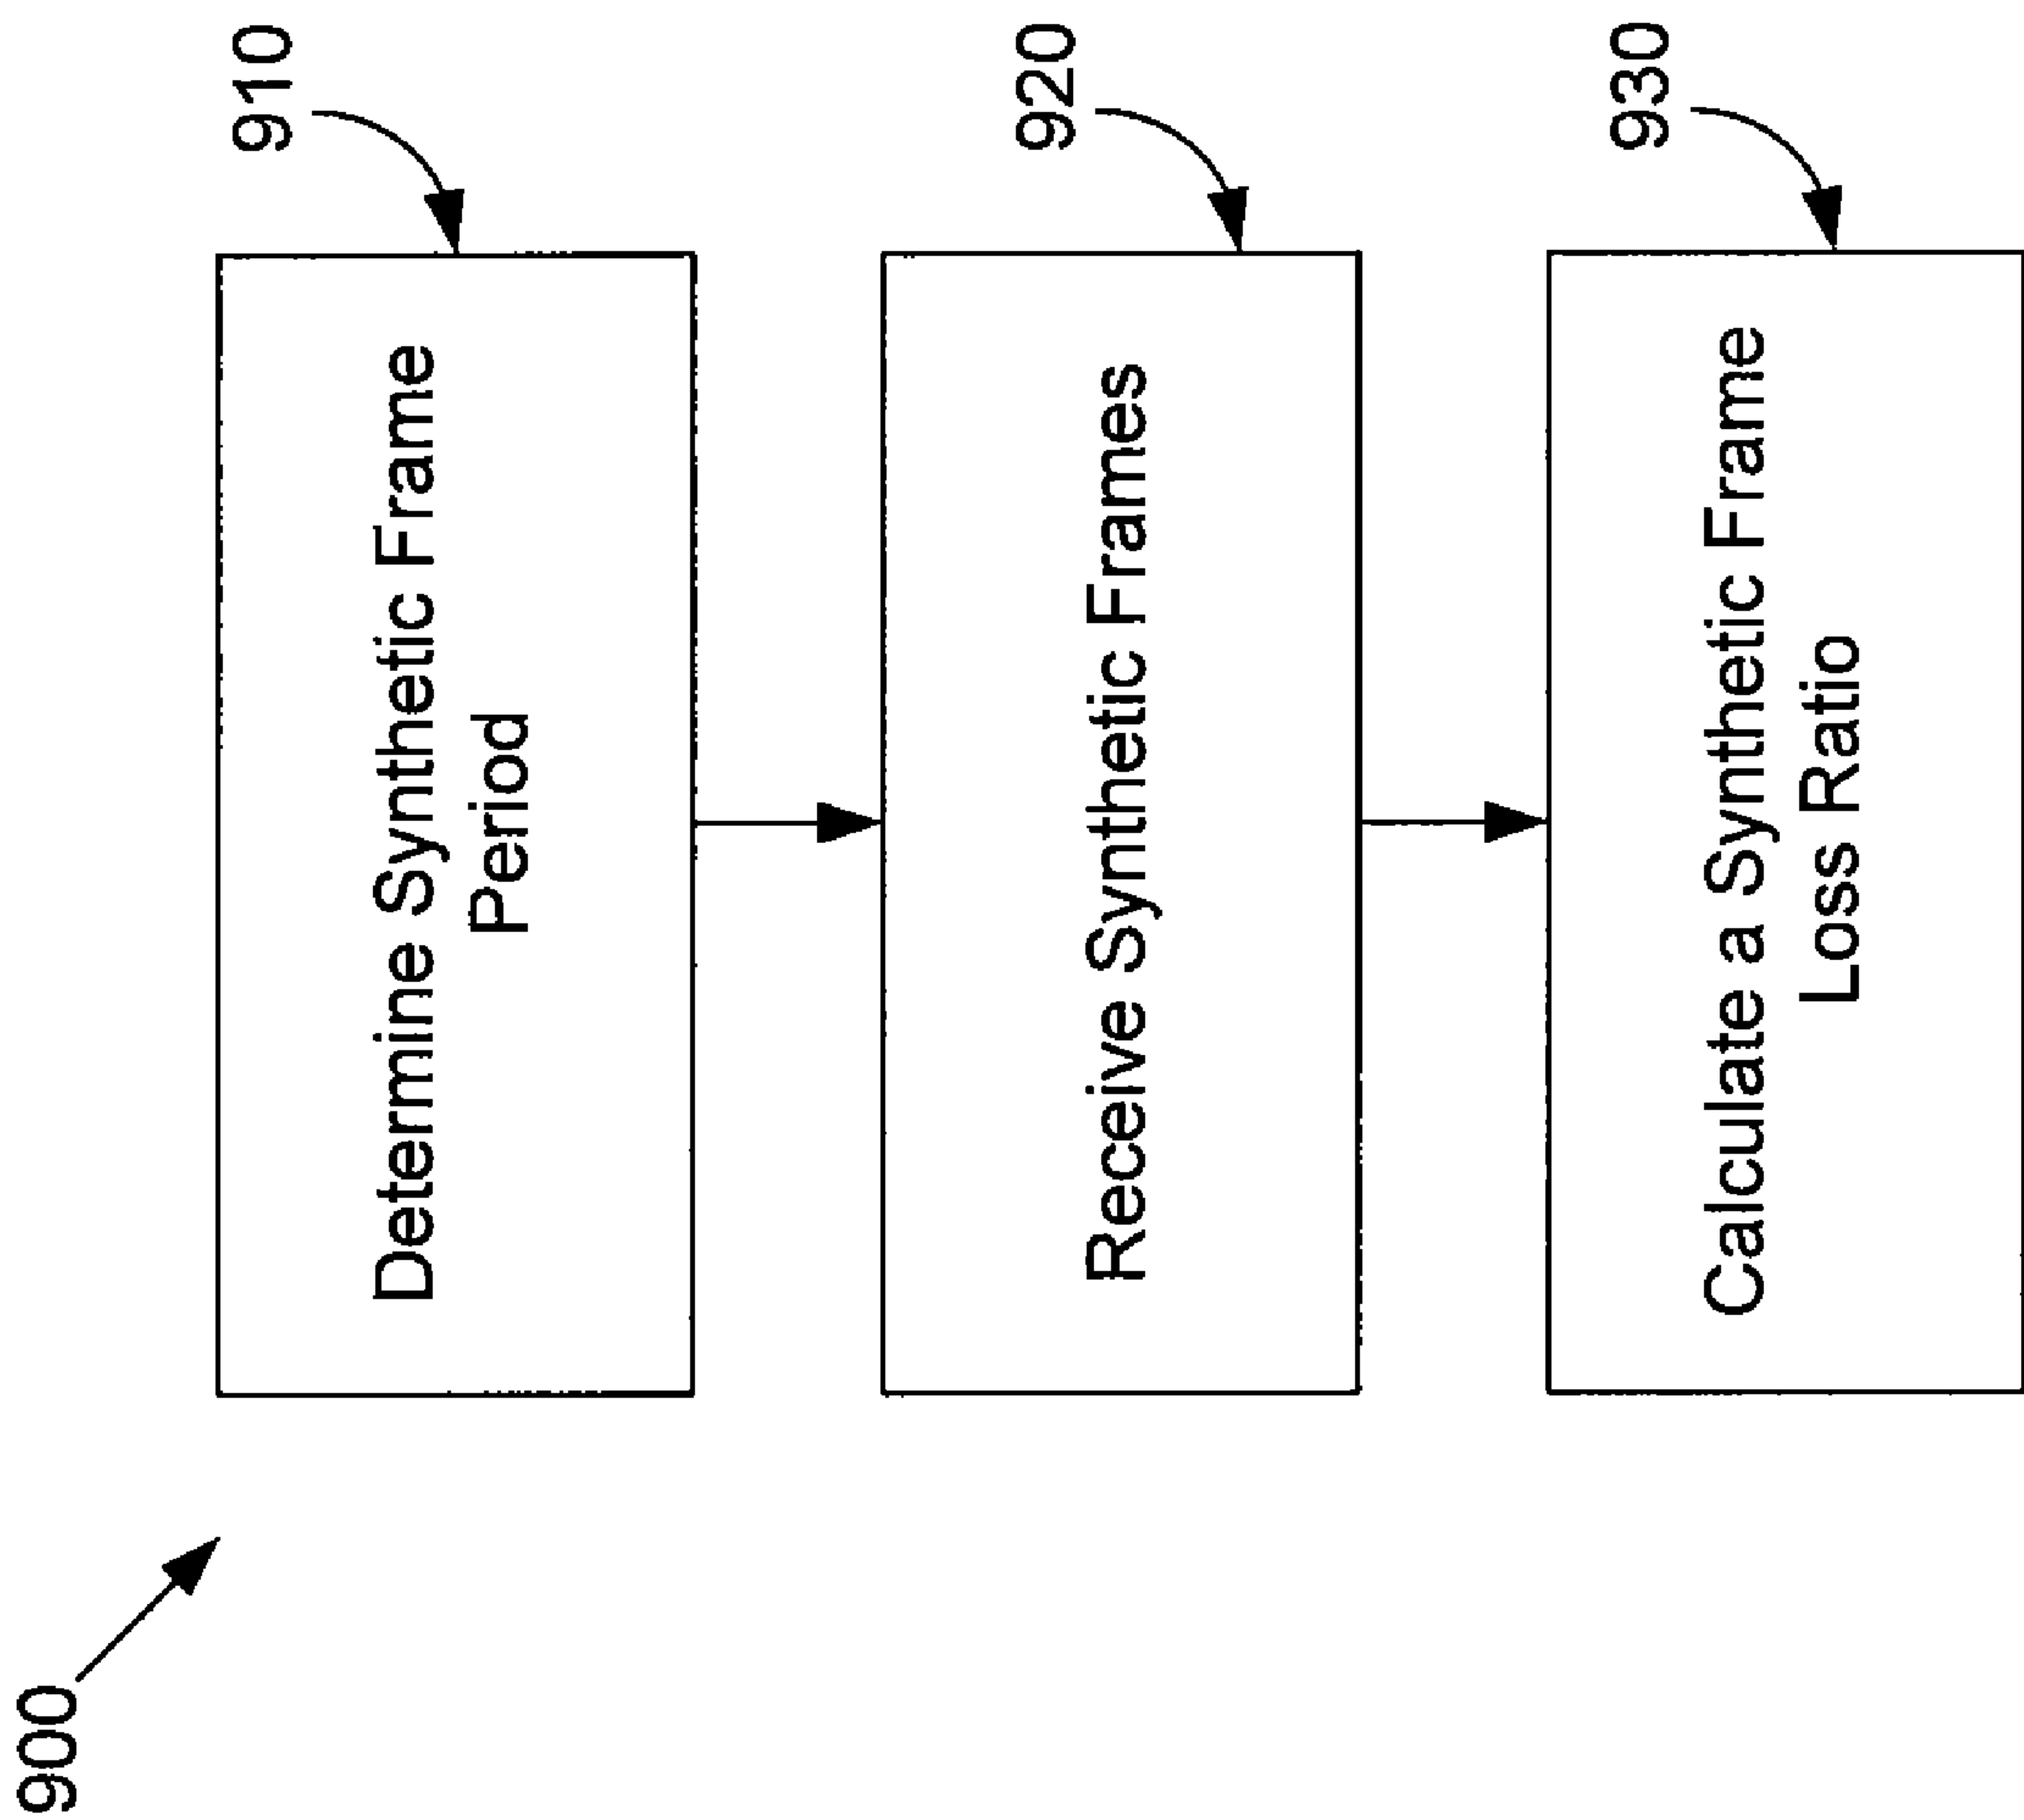 900
910
Determine Synthetic Frame
Period
920
Receive Synthetic Frames
930
Calculate a Synthetic Frame
Loss Ratio